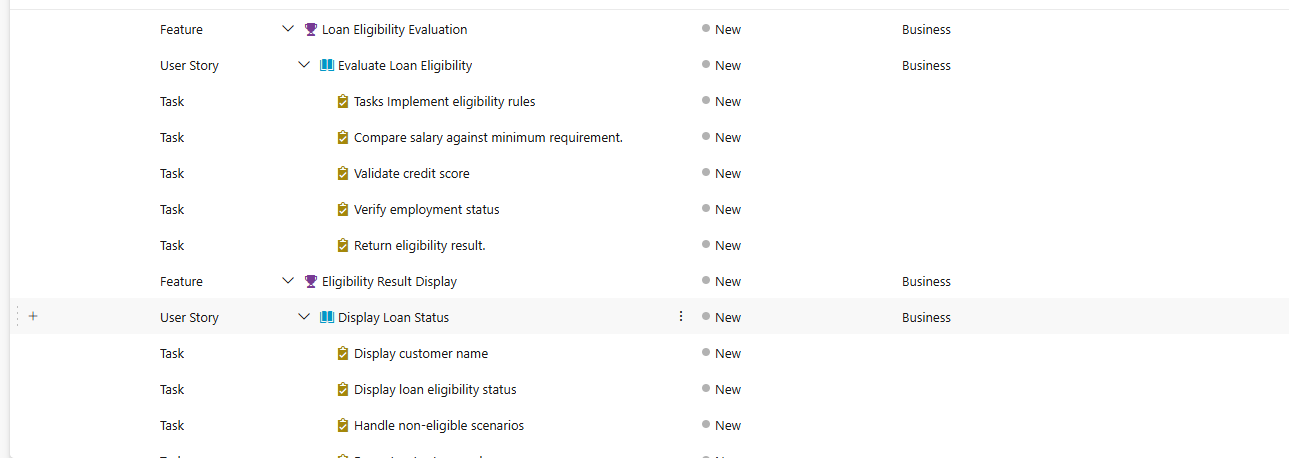 Feature Loan Eligibility Evaluation New Business
User Story Evaluate Loan Eligibility New Business
Task Tasks Implement eligibility rules New
Task Compare salary against minimum requirement. New
Task Validate credit score New
Task Verify employment status New
Task Return eligibility result. New
Feature Eligibility Result Display New Business
User Story Display Loan Status New Business
Task Display customer name New
Task Display loan eligibility status New
Task Handle non-eligible scenarios New